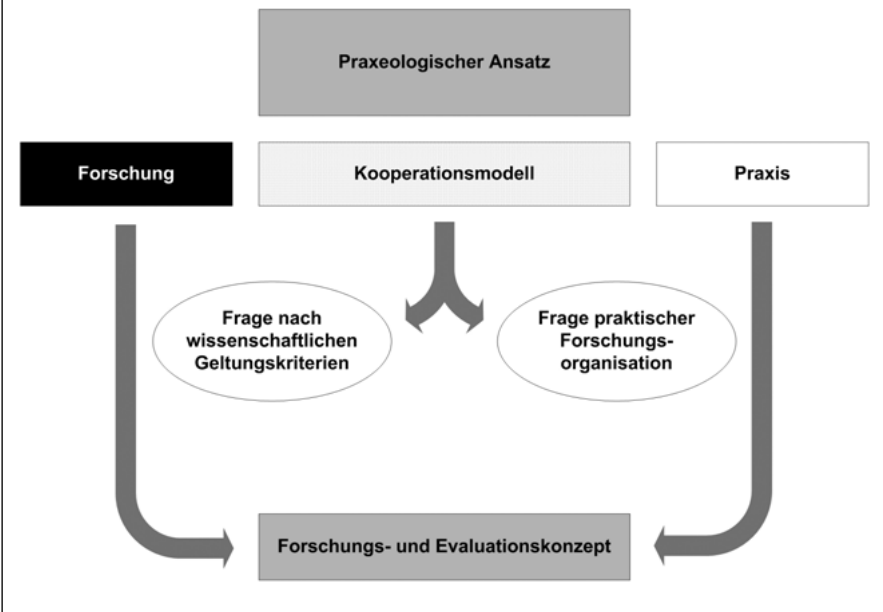 Praxeologischer Ansatz
Forschung
Kooperationsmodell
Praxis
Frage nach
wissenschaftlichen
Geltungskriterien
Frage praktischer
Forschungs-
organisation
Forschungs- und Evaluationskonzept